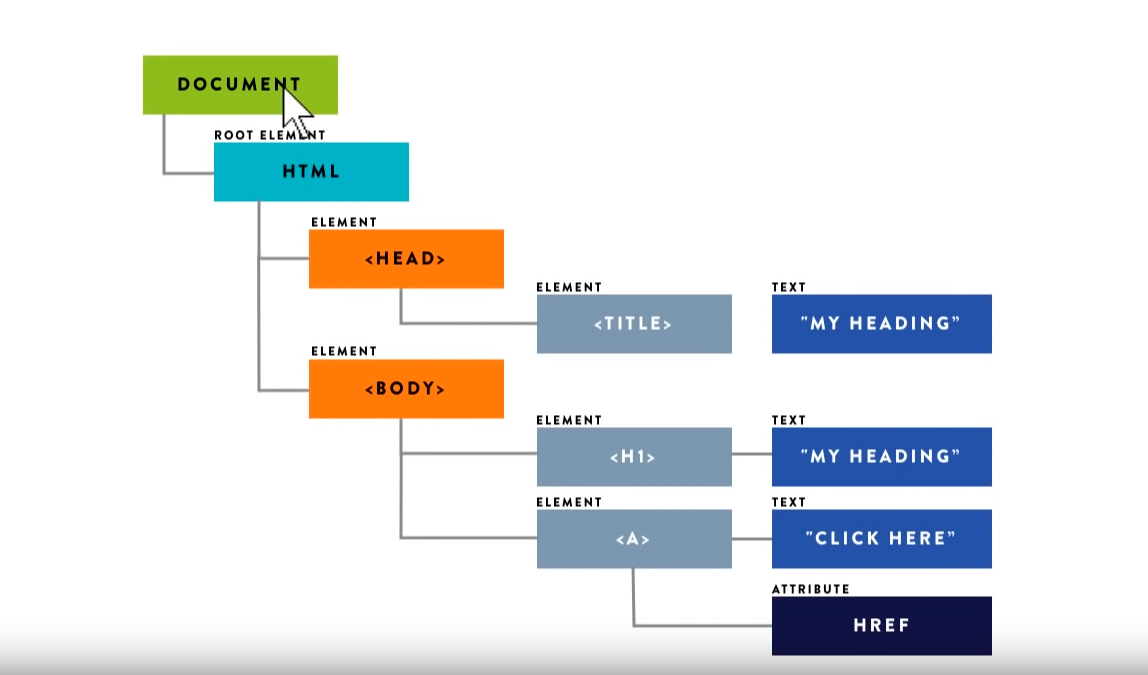 DOCUMENT
ROOT ELEMENT
HTML
ELEMENT
<HEAD>
ELEMENT
<TITLE>
TEXT
"MY HEADING”
ELEMENT
<BODY>
ELEMENT
<H1>
TEXT
"MY HEADING”
ELEMENT
<A>
TEXT
"CLICK HERE”
ATTRIBUTE
HREF